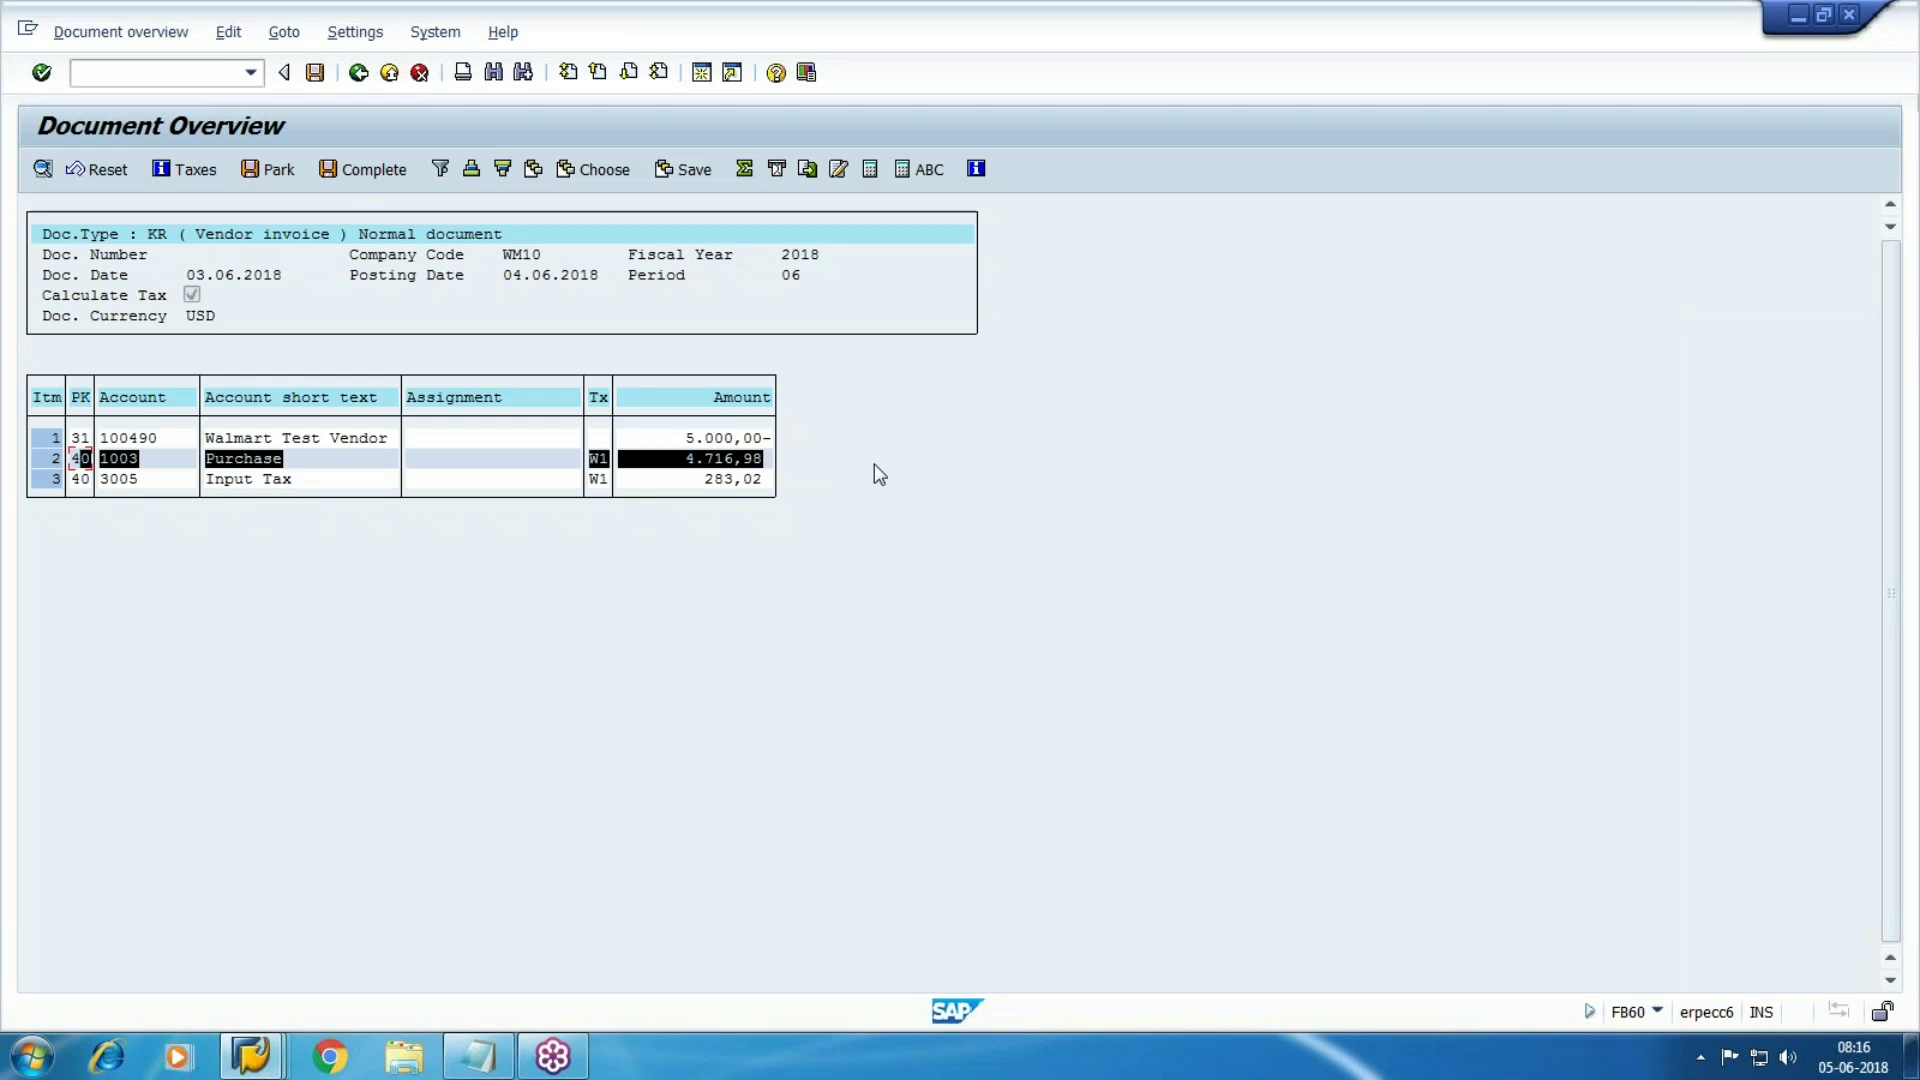 Document overview Edit Goto Settings System Help
Document Overview
Reset Taxes Park Complete Choose Save ABC
Doc.Type : KR ( Vendor invoice ) Normal document
Doc. Number Company Code WM10 Fiscal Year 2018
Doc. Date 03.06.2018 Posting Date 04.06.2018 Period 06
Calculate Tax
Doc. Currency USD
Itm PK Account Account short text Assignment Tx Amount
1 31 100490 Walmart Test Vendor 5.000,00-
2 40 1003 Purchase W1 4.716,98
3 40 3005 Input Tax W1 283,02
SAP
FB60 erpecc6 INS
08:16
05-06-2018